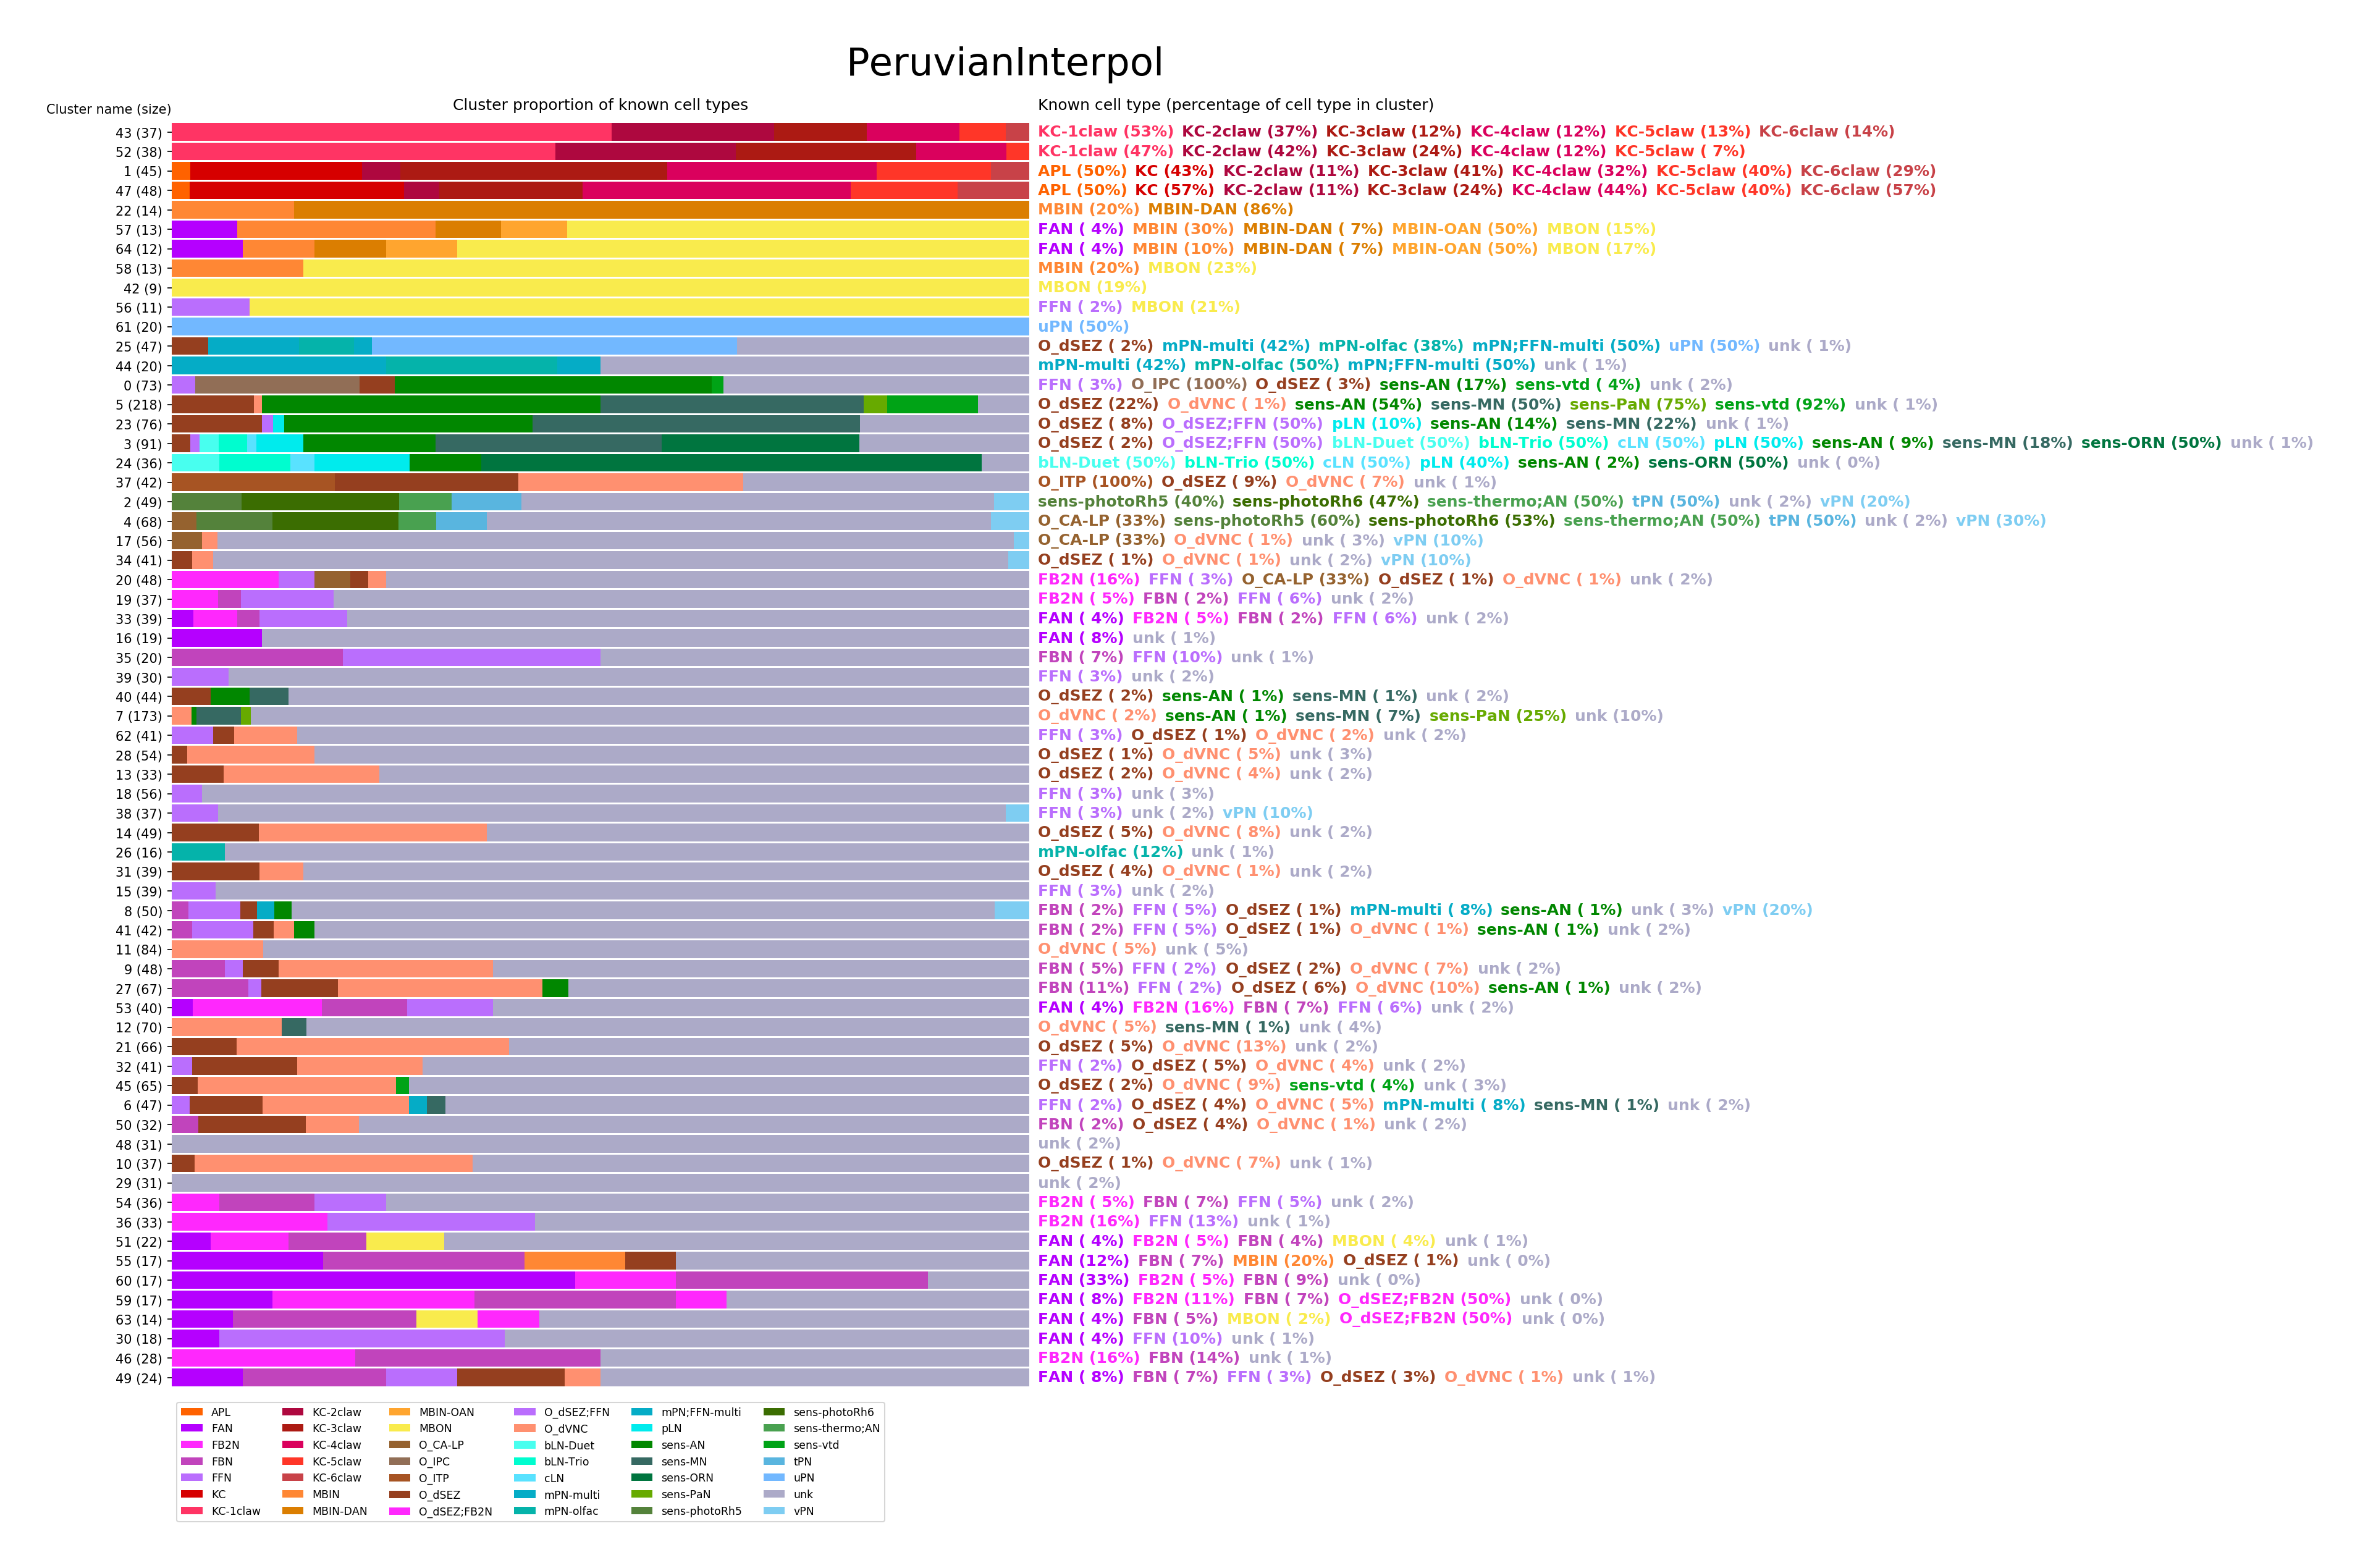 PeruvianInterpol
Cluster name (size) Cluster proportion of known cell types Known cell type (percentage of cell type in cluster)
43 (37) KC-1claw (53%) KC-2claw (37%) KC-3claw (12%) KC-4claw (12%) KC-5claw (13%) KC-6claw (14%)
52 (38) KC-1claw (47%) KC-2claw (42%) KC-3claw (24%) KC-4claw (12%) KC-5claw ( 7%)
1 (45) APL (50%) KC (43%) KC-2claw (11%) KC-3claw (41%) KC-4claw (32%) KC-5claw (40%) KC-6claw (29%)
47 (48) APL (50%) KC (57%) KC-2claw (11%) KC-3claw (24%) KC-4claw (44%) KC-5claw (40%) KC-6claw (57%)
22 (14) MBIN (20%) MBIN-DAN (86%)
57 (13) FAN ( 4%) MBIN (30%) MBIN-DAN ( 7%) MBIN-OAN (50%) MBON (15%)
64 (12) FAN ( 4%) MBIN (10%) MBIN-DAN ( 7%) MBIN-OAN (50%) MBON (17%)
58 (13) MBIN (20%) MBON (23%)
42 (9) MBON (19%)
56 (11) FFN ( 2%) MBON (21%)
61 (20) uPN (50%)
25 (47) O_dSEZ ( 2%) mPN-multi (42%) mPN-olfac (38%) mPN;FFN-multi (50%) uPN (50%) unk ( 1%)
44 (20) mPN-multi (42%) mPN-olfac (50%) mPN;FFN-multi (50%) unk ( 1%)
0 (73) FFN ( 3%) O_IPC (100%) O_dSEZ ( 3%) sens-AN (17%) sens-vtd ( 4%) unk ( 2%)
5 (218) O_dSEZ (22%) O_dVNC ( 1%) sens-AN (54%) sens-MN (50%) sens-PaN (75%) sens-vtd (92%) unk ( 1%)
23 (76) O_dSEZ ( 8%) O_dSEZ;FFN (50%) pLN (10%) sens-AN (14%) sens-MN (22%) unk ( 1%)
3 (91) O_dSEZ ( 2%) O_dSEZ;FFN (50%) bLN-Duet (50%) bLN-Trio (50%) cLN (50%) pLN (50%) sens-AN ( 9%) sens-MN (18%) sens-ORN (50%) unk ( 1%)
24 (36) bLN-Duet (50%) bLN-Trio (50%) cLN (50%) pLN (40%) sens-AN ( 2%) sens-ORN (50%) unk ( 0%)
37 (42) O_ITP (100%) O_dSEZ ( 9%) O_dVNC ( 7%) unk ( 1%)
2 (49) sens-photoRh5 (40%) sens-photoRh6 (47%) sens-thermo;AN (50%) tPN (50%) unk ( 2%) vPN (20%)
4 (68) O_CA-LP (33%) sens-photoRh5 (60%) sens-photoRh6 (53%) sens-thermo;AN (50%) tPN (50%) unk ( 2%) vPN (30%)
17 (56) O_CA-LP (33%) O_dVNC ( 1%) unk ( 3%) vPN (10%)
34 (41) O_dSEZ ( 1%) O_dVNC ( 1%) unk ( 2%) vPN (10%)
20 (48) FB2N (16%) FFN ( 3%) O_CA-LP (33%) O_dSEZ ( 1%) O_dVNC ( 1%) unk ( 2%)
19 (37) FB2N ( 5%) FBN ( 2%) FFN ( 6%) unk ( 2%)
33 (39) FAN ( 4%) FB2N ( 5%) FBN ( 2%) FFN ( 6%) unk ( 2%)
16 (19) FAN ( 8%) unk ( 1%)
35 (20) FBN ( 7%) FFN (10%) unk ( 1%)
39 (30) FFN ( 3%) unk ( 2%)
40 (44) O_dSEZ ( 2%) sens-AN ( 1%) sens-MN ( 1%) unk ( 2%)
7 (173) O_dVNC ( 2%) sens-AN ( 1%) sens-MN ( 7%) sens-PaN (25%) unk (10%)
62 (41) FFN ( 3%) O_dSEZ ( 1%) O_dVNC ( 2%) unk ( 2%)
28 (54) O_dSEZ ( 1%) O_dVNC ( 5%) unk ( 3%)
13 (33) O_dSEZ ( 2%) O_dVNC ( 4%) unk ( 2%)
18 (56) FFN ( 3%) unk ( 3%)
38 (37) FFN ( 3%) unk ( 2%) vPN (10%)
14 (49) O_dSEZ ( 5%) O_dVNC ( 8%) unk ( 2%)
26 (16) mPN-olfac (12%) unk ( 1%)
31 (39) O_dSEZ ( 4%) O_dVNC ( 1%) unk ( 2%)
15 (39) FFN ( 3%) unk ( 2%)
8 (50) FBN ( 2%) FFN ( 5%) O_dSEZ ( 1%) mPN-multi ( 8%) sens-AN ( 1%) unk ( 3%) vPN (20%)
41 (42) FBN ( 2%) FFN ( 5%) O_dSEZ ( 1%) O_dVNC ( 1%) sens-AN ( 1%) unk ( 2%)
11 (84) O_dVNC ( 5%) unk ( 5%)
9 (48) FBN ( 5%) FFN ( 2%) O_dSEZ ( 2%) O_dVNC ( 7%) unk ( 2%)
27 (67) FBN (11%) FFN ( 2%) O_dSEZ ( 6%) O_dVNC (10%) sens-AN ( 1%) unk ( 2%)
53 (40) FAN ( 4%) FB2N (16%) FBN ( 7%) FFN ( 6%) unk ( 2%)
12 (70) O_dVNC ( 5%) sens-MN ( 1%) unk ( 4%)
21 (66) O_dSEZ ( 5%) O_dVNC (13%) unk ( 2%)
32 (41) FFN ( 2%) O_dSEZ ( 5%) O_dVNC ( 4%) unk ( 2%)
45 (65) O_dSEZ ( 2%) O_dVNC ( 9%) sens-vtd ( 4%) unk ( 3%)
6 (47) FFN ( 2%) O_dSEZ ( 4%) O_dVNC ( 5%) mPN-multi ( 8%) sens-MN ( 1%) unk ( 2%)
50 (32) FBN ( 2%) O_dSEZ ( 4%) O_dVNC ( 1%) unk ( 2%)
48 (31) unk ( 2%)
10 (37) O_dSEZ ( 1%) O_dVNC ( 7%) unk ( 1%)
29 (31) unk ( 2%)
54 (36) FB2N ( 5%) FBN ( 7%) FFN ( 5%) unk ( 2%)
36 (33) FB2N (16%) FFN (13%) unk ( 1%)
51 (22) FAN ( 4%) FB2N ( 5%) FBN ( 4%) MBON ( 4%) unk ( 1%)
55 (17) FAN (12%) FBN ( 7%) MBIN (20%) O_dSEZ ( 1%) unk ( 0%)
60 (17) FAN (33%) FB2N ( 5%) FBN ( 9%) unk ( 0%)
59 (17) FAN ( 8%) FB2N (11%) FBN ( 7%) O_dSEZ;FB2N (50%) unk ( 0%)
63 (14) FAN ( 4%) FBN ( 5%) MBON ( 2%) O_dSEZ;FB2N (50%) unk ( 0%)
30 (18) FAN ( 4%) FFN (10%) unk ( 1%)
46 (28) FB2N (16%) FBN (14%) unk ( 1%)
49 (24) FAN ( 8%) FBN ( 7%) FFN ( 3%) O_dSEZ ( 3%) O_dVNC ( 1%) unk ( 1%)
APL KC-2claw MBIN-OAN O_dSEZ;FFN mPN;FFN-multi sens-photoRh6
FAN KC-3claw MBON O_dVNC pLN sens-thermo;AN
FB2N KC-4claw O_CA-LP bLN-Duet sens-AN sens-vtd
FBN KC-5claw O_IPC bLN-Trio sens-MN tPN
FFN KC-6claw O_ITP cLN sens-ORN uPN
KC MBIN O_dSEZ mPN-multi sens-PaN unk
KC-1claw MBIN-DAN O_dSEZ;FB2N mPN-olfac sens-photoRh5 vPN